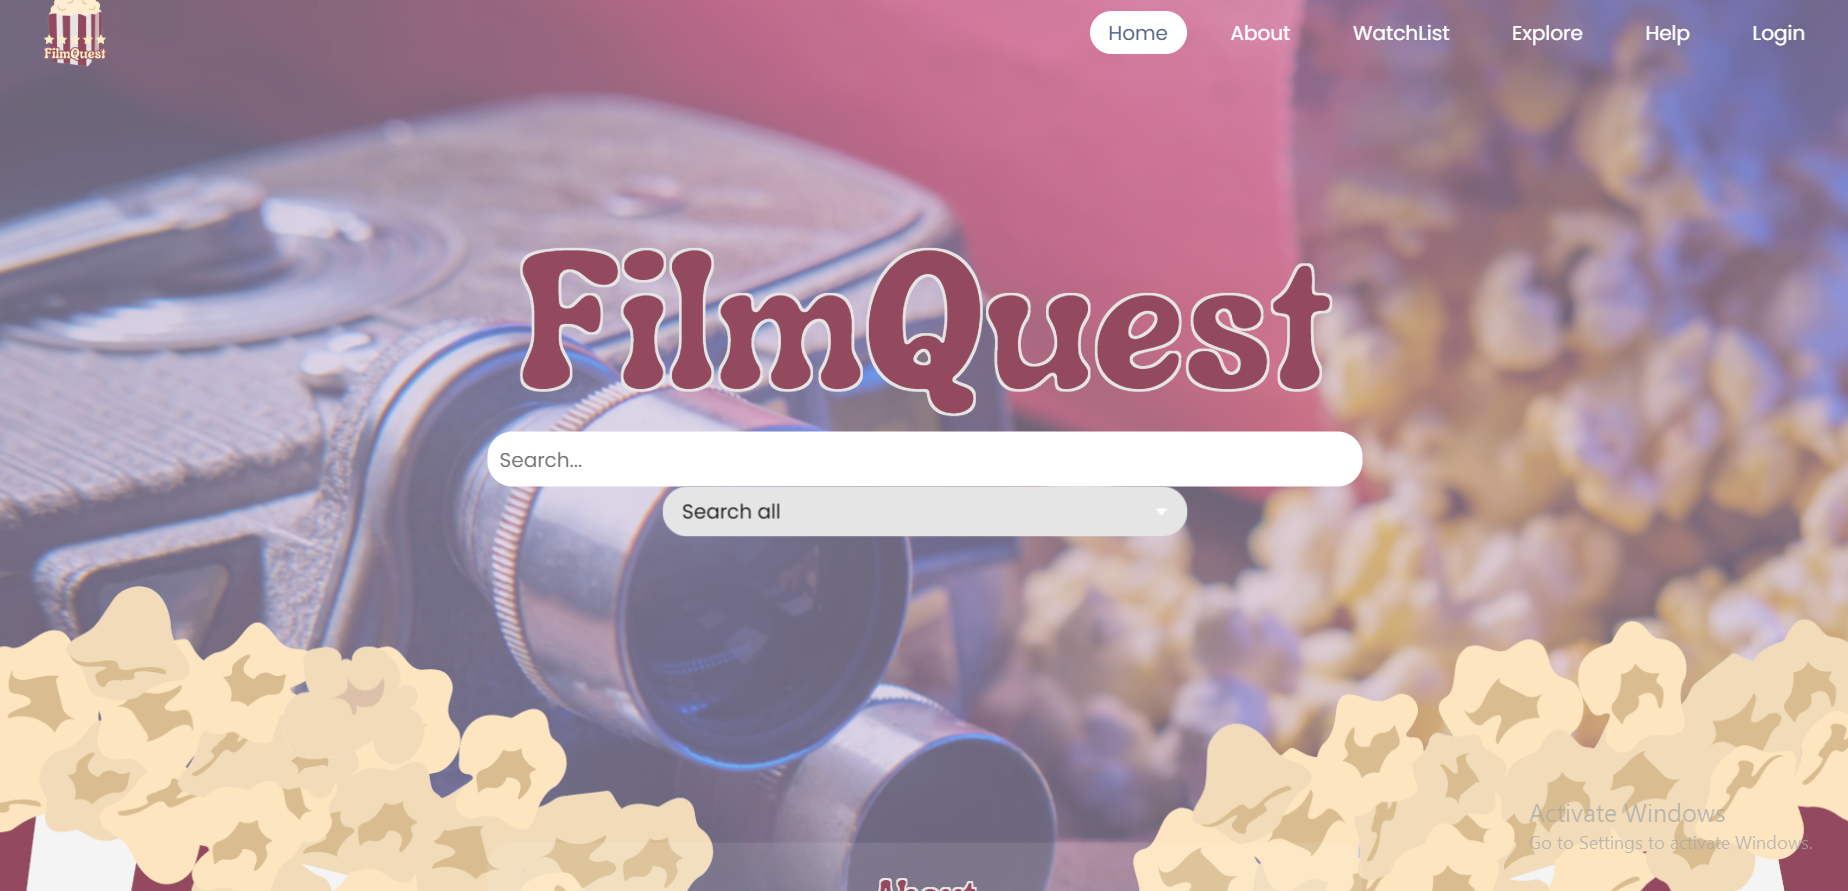 FilmQuest
Home About WatchList Explore Help Login
FilmQuest
Search...
Search all
Activate Windows
Go to Settings to activate Windows.
About